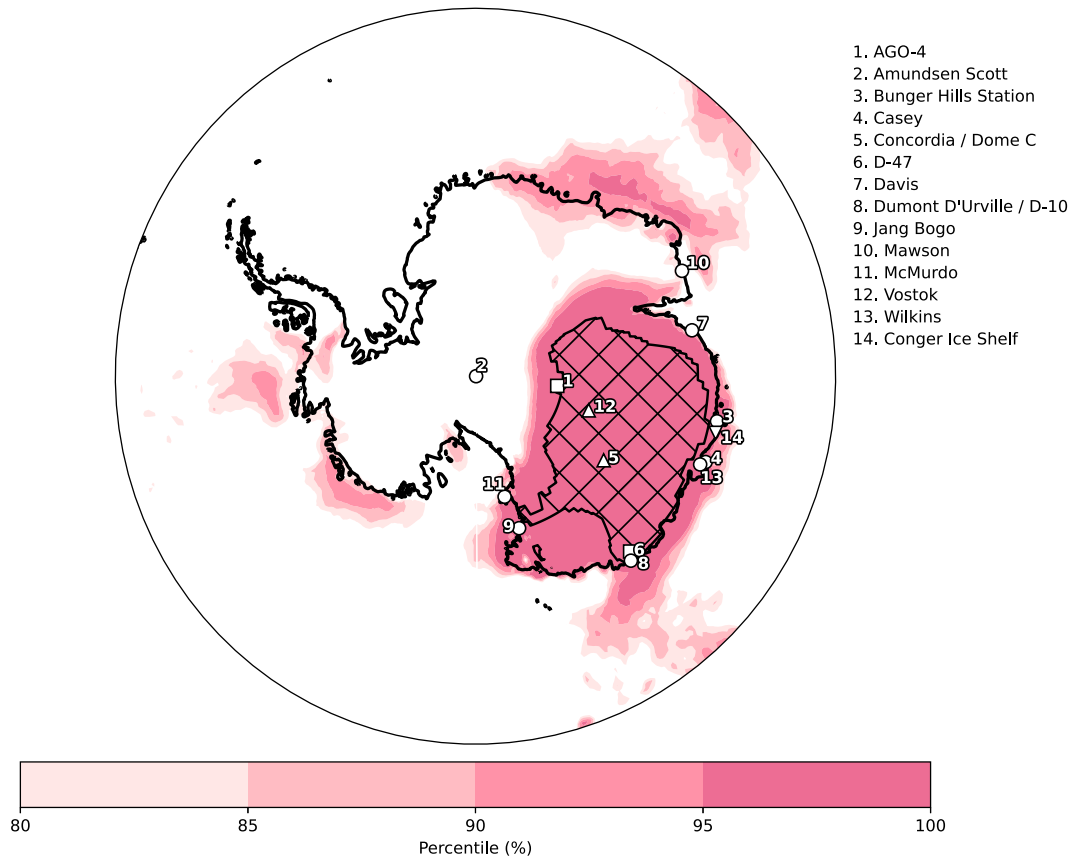 1. AGO-4
2. Amundsen Scott
3. Bunger Hills Station
4. Casey
5. Concordia / Dome C
6. D-47
7. Davis
8. Dumont D'Urville / D-10
9. Jang Bogo
10. Mawson
11. McMurdo
12. Vostok
13. Wilkins
14. Conger Ice Shelf
10
7
2
1
12
3
14
5
4
13
11
9
6
8
80 85 90 95 100
Percentile (%)